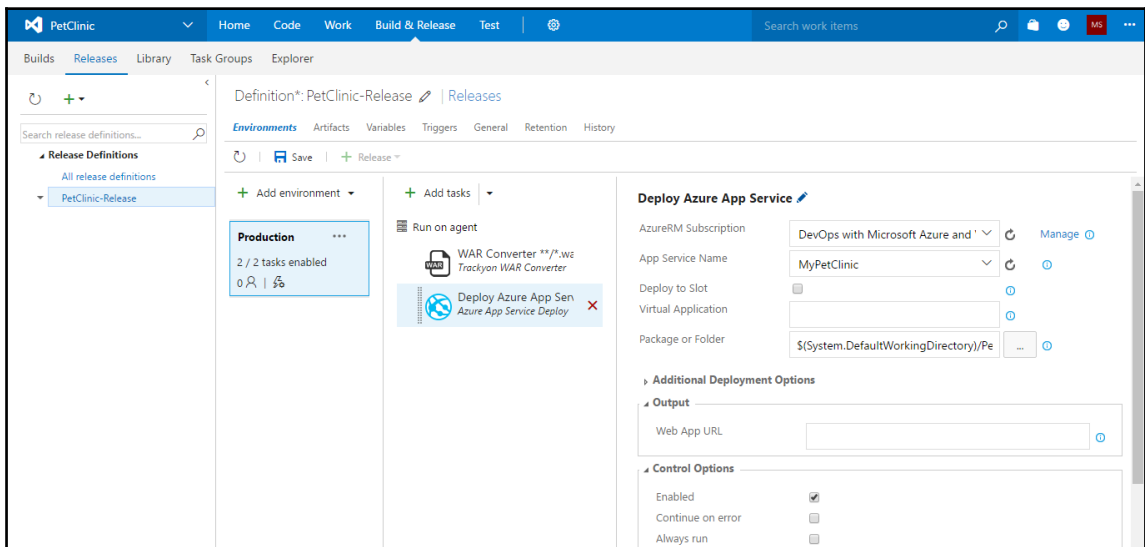 PetClinic Home Code Work Build & Release Test Search work items MS ...
Builds Releases Library Task Groups Explorer
Search release definitions...
Release Definitions
All release definitions
PetClinic-Release
Definition*: PetClinic-Release | Releases
Environments Artifacts Variables Triggers General Retention History
Save | + Release
+ Add environment
Production ...
2 / 2 tasks enabled
0
+ Add tasks
Run on agent
WAR
WAR Converter **/*.wa
Trackyon WAR Converter
Deploy Azure App Serv
Azure App Service Deploy
Deploy Azure App Service
AzureRM Subscription DevOps with Microsoft Azure and Manage
App Service Name MyPetClinic
Deploy to Slot
Virtual Application
Package or Folder $(System.DefaultWorkingDirectory)/Pe ...
Additional Deployment Options
Output
Web App URL
Control Options
Enabled
Continue on error
Always run